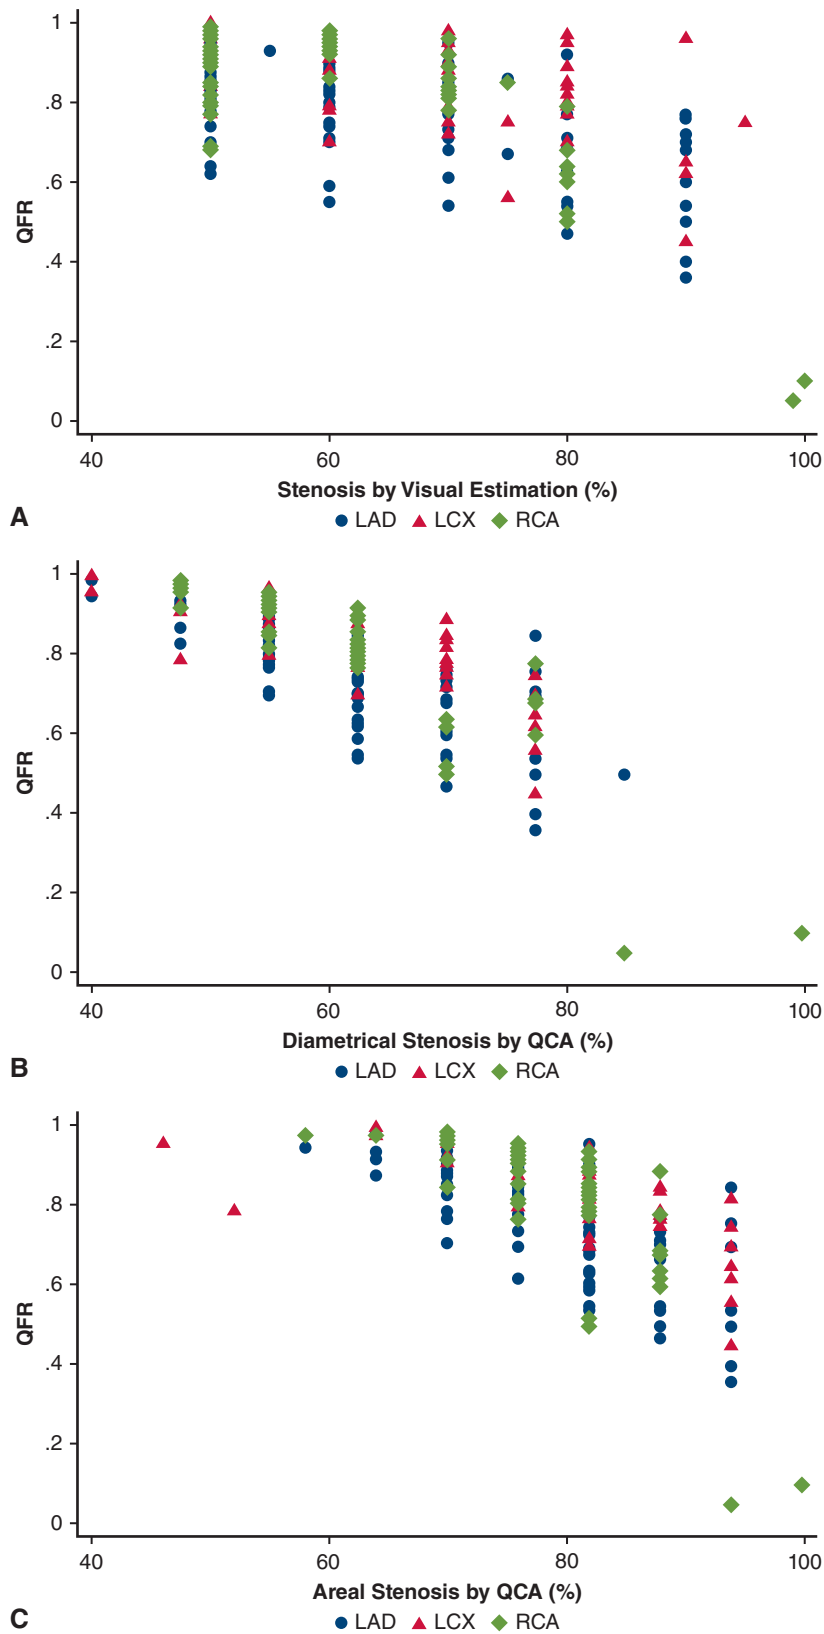 1
.8
.6
.4
.2
0
QFR
40 60 80 100
Stenosis by Visual Estimation (%)
A
LAD LCX RCA
1
.8
.6
.4
.2
0
QFR
40 60 80 100
Diametrical Stenosis by QCA (%)
B
LAD LCX RCA
1
.8
.6
.4
.2
0
QFR
40 60 80 100
Areal Stenosis by QCA (%)
C
LAD LCX RCA